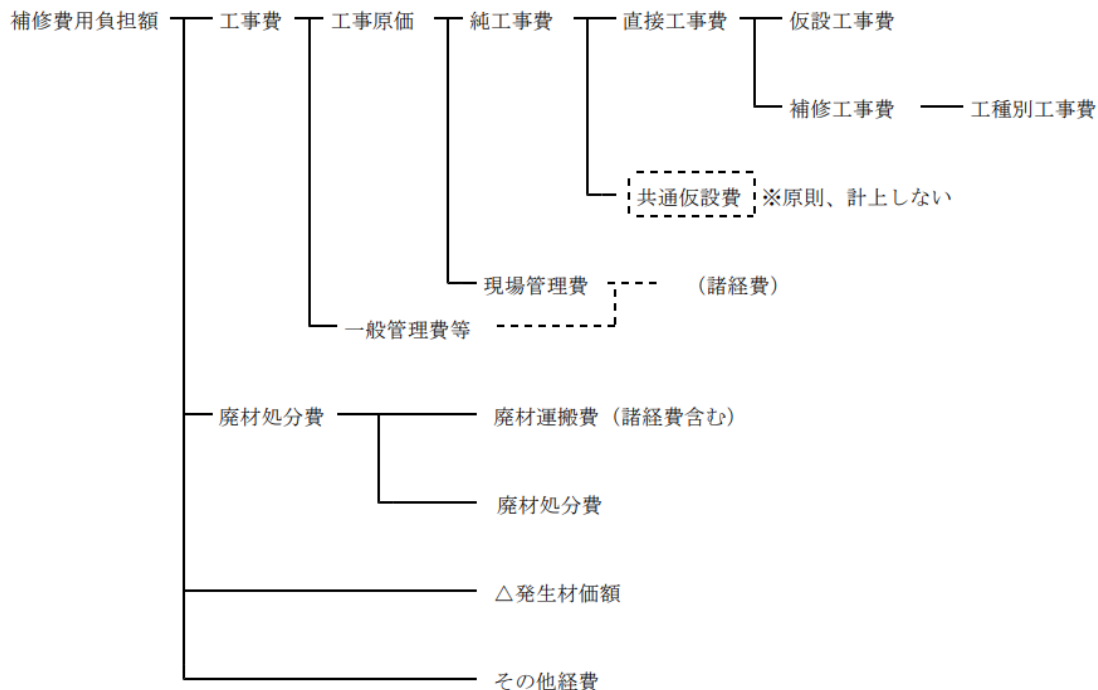 補修費用負担額 工事費 工事原価 純工事費 直接工事費 仮設工事費
補修工事費 工種別工事費
共通仮設費 ※原則、計上しない
現場管理費 （諸経費）
一般管理費等
廃材処分費 廃材運搬費（諸経費含む）
廃材処分費
△発生材価額
その他経費